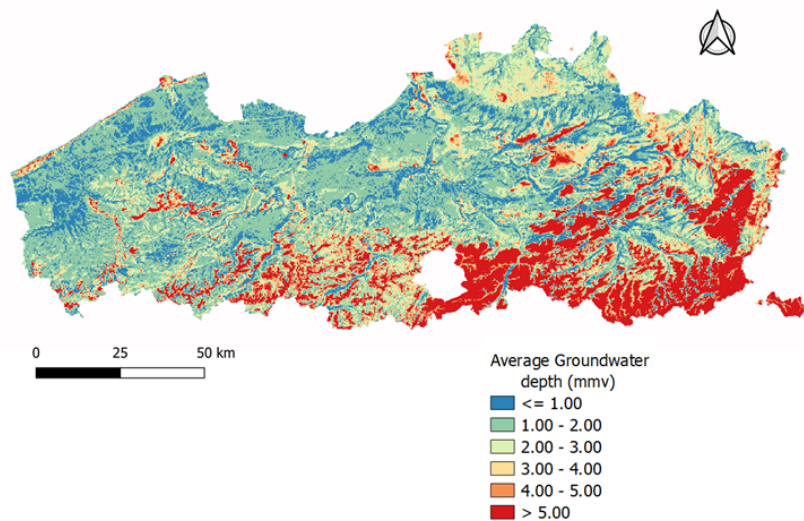 0 25 50 km
Average Groundwater
depth (mmv)
<= 1.00
1.00 - 2.00
2.00 - 3.00
3.00 - 4.00
4.00 - 5.00
> 5.00